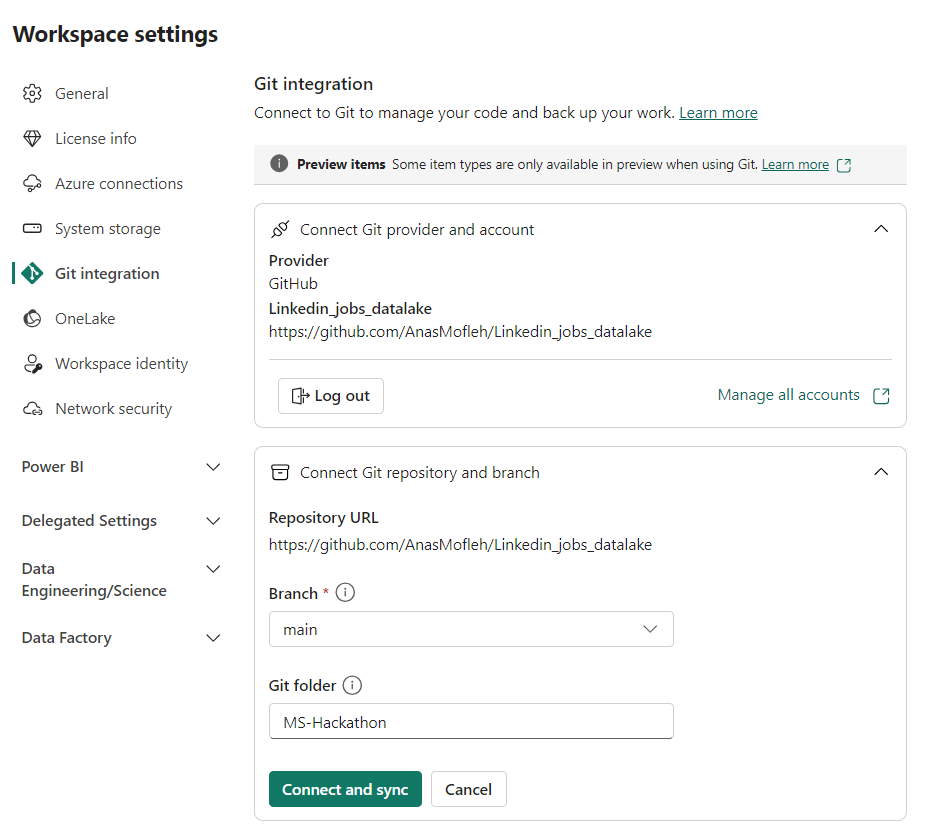 Workspace settings
General
License info
Azure connections
System storage
Git integration
OneLake
Workspace identity
Network security
Power BI
Delegated Settings
Data
Engineering/Science
Data Factory
Git integration
Connect to Git to manage your code and back up your work. Learn more
Preview items Some item types are only available in preview when using Git. Learn more
Connect Git provider and account
Provider
GitHub
Linkedin_jobs_datalake
https://github.com/AnasMofleh/Linkedin_jobs_datalake
Log out
Manage all accounts
Connect Git repository and branch
Repository URL
https://github.com/AnasMofleh/Linkedin_jobs_datalake
Branch *
main
Git folder
MS-Hackathon
Connect and sync
Cancel